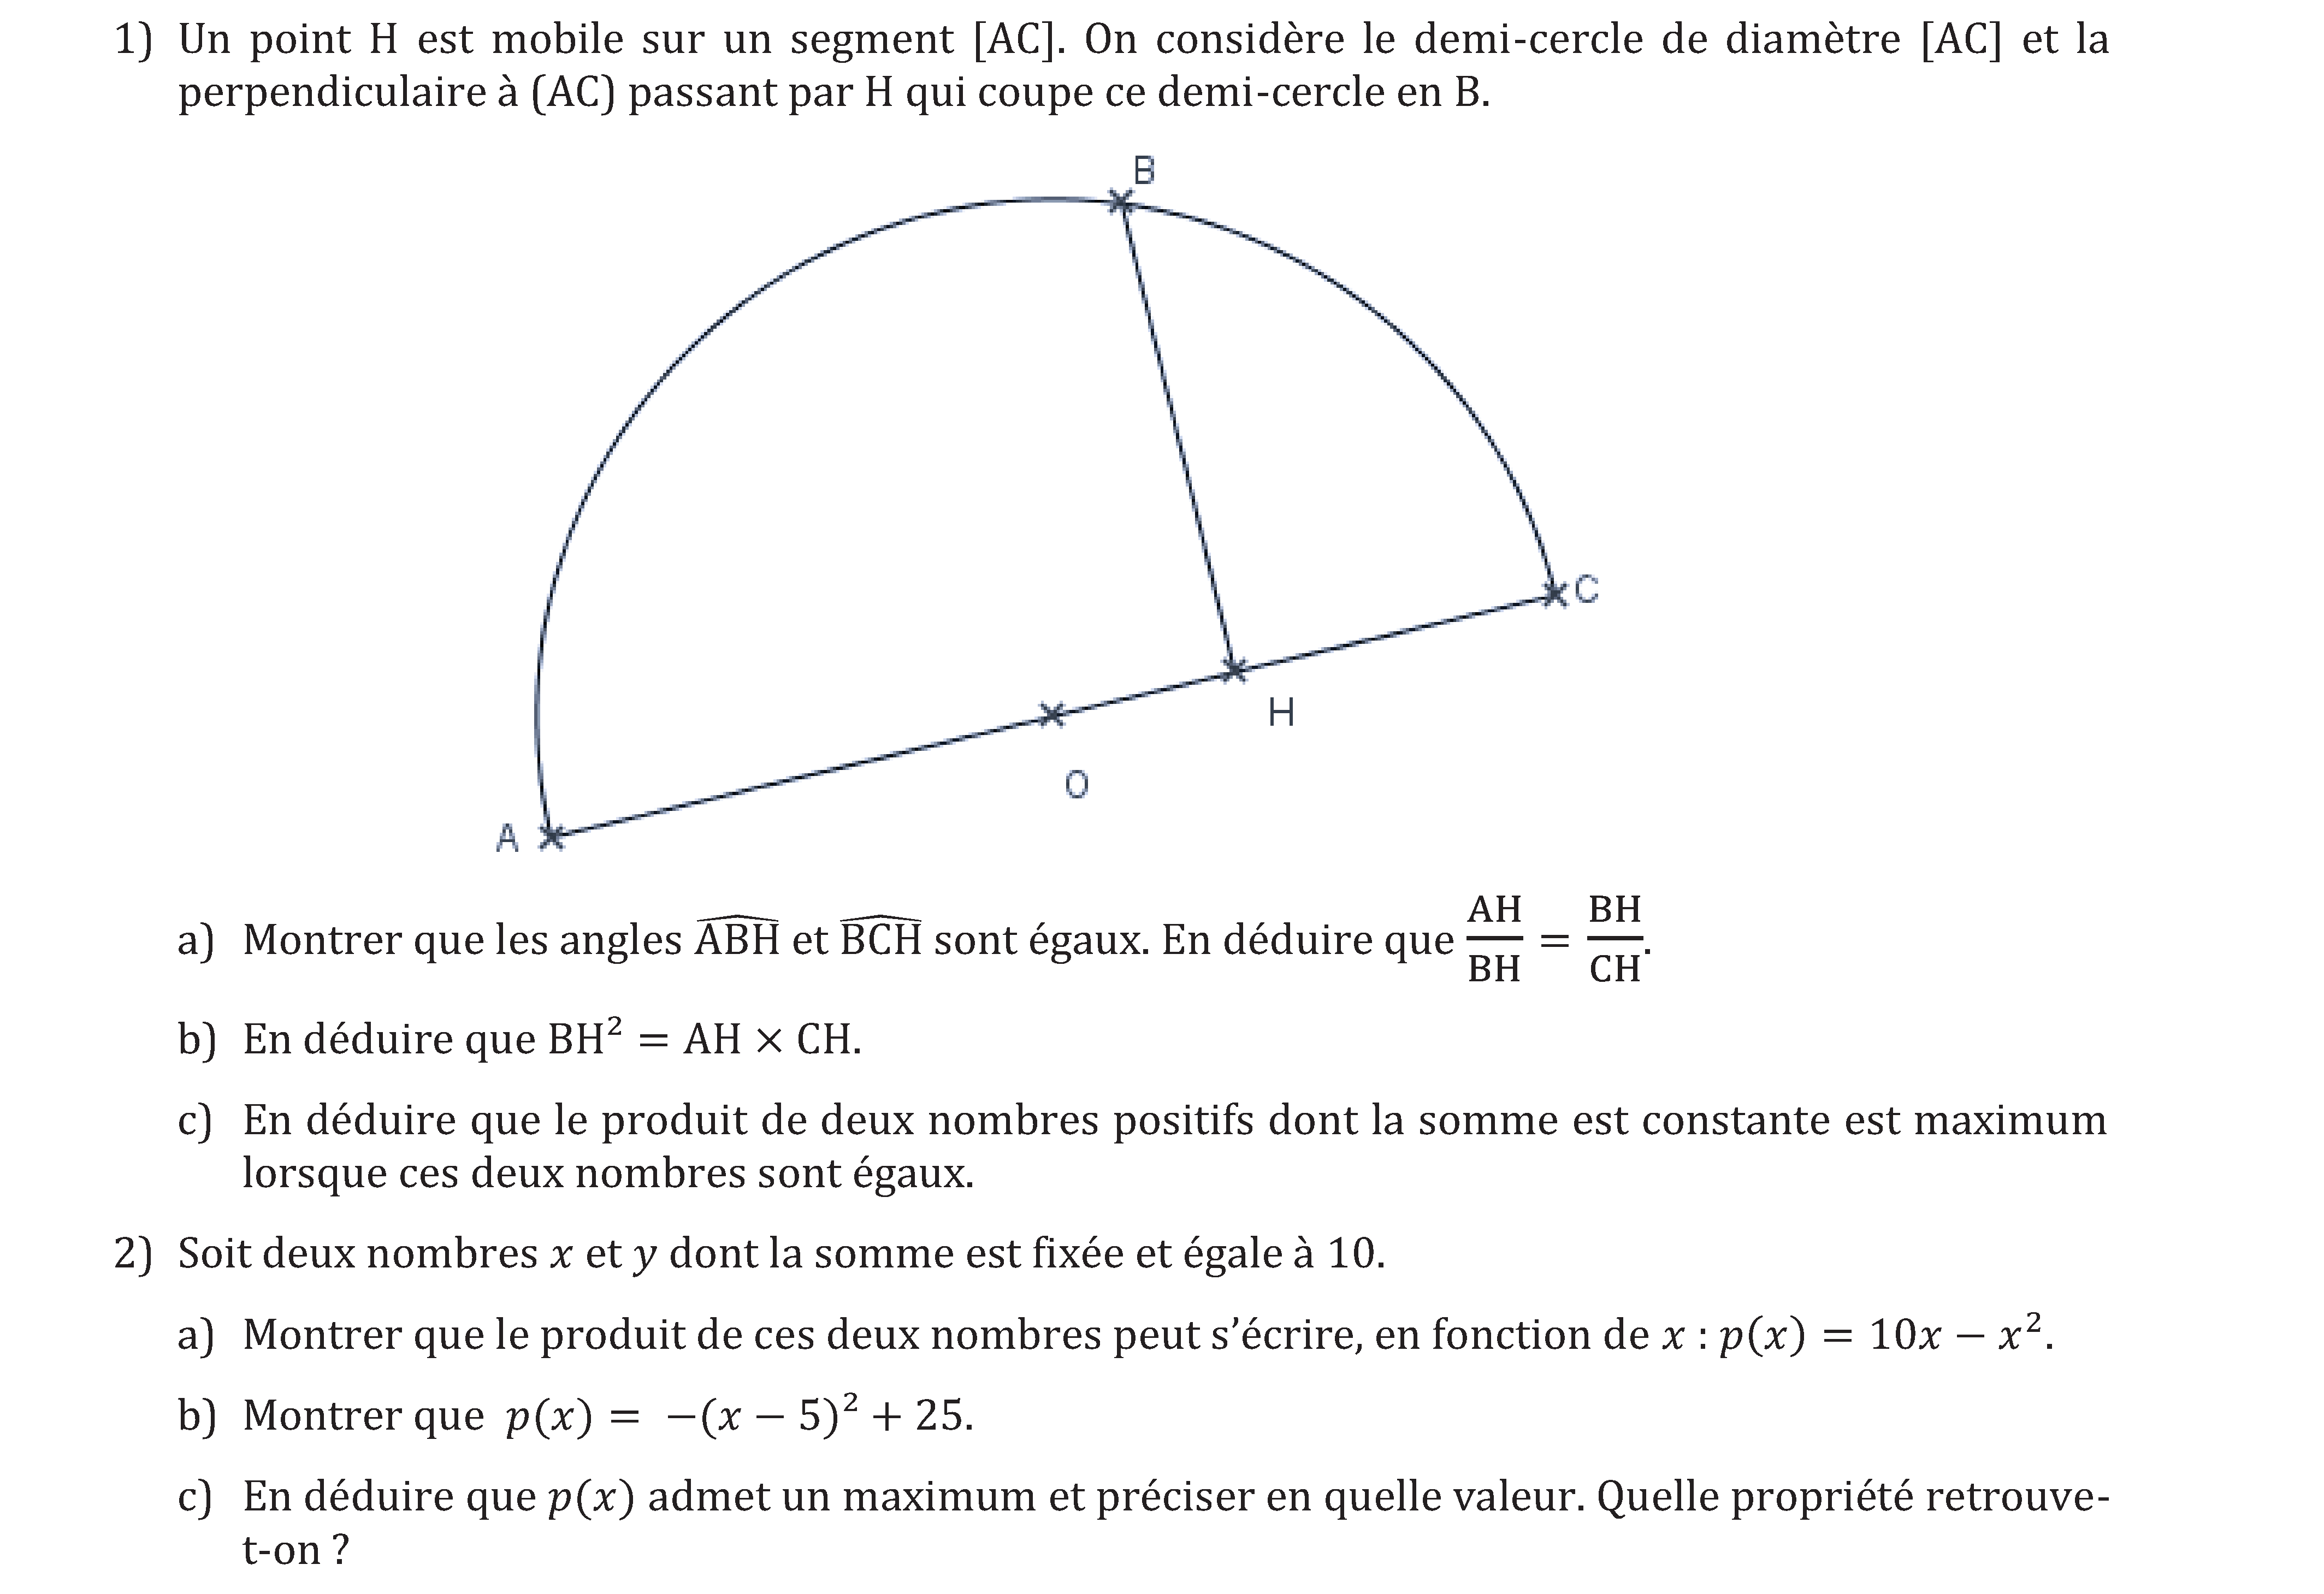 1) Un point H est mobile sur un segment [AC]. On considère le demi-cercle de diamètre [AC] et la
perpendiculaire à (AC) passant par H qui coupe ce demi-cercle en B.
B
C
H
O
A
a) Montrer que les angles $\widehat{ABH}$ et $\widehat{BCH}$ sont égaux. En déduire que $\frac{AH}{BH} = \frac{BH}{CH}$.
b) En déduire que BH² = AH × CH.
c) En déduire que le produit de deux nombres positifs dont la somme est constante est maximum
lorsque ces deux nombres sont égaux.
2) Soit deux nombres x et y dont la somme est fixée et égale à 10.
a) Montrer que le produit de ces deux nombres peut s’écrire, en fonction de x : p(x) = 10x − x².
b) Montrer que p(x) = −(x − 5)² + 25.
c) En déduire que p(x) admet un maximum et préciser en quelle valeur. Quelle propriété retrouve-
t-on ?